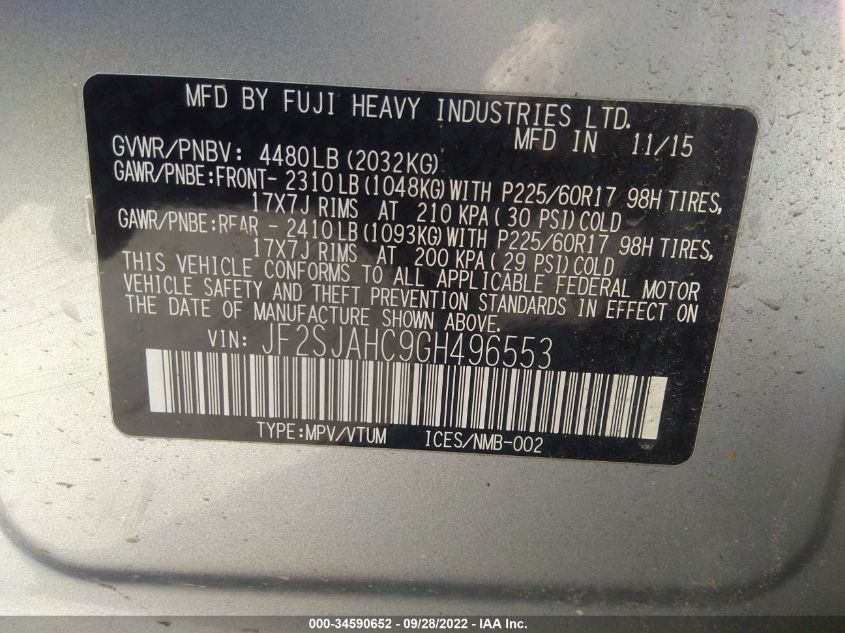 MFD BY FUJI HEAVY INDUSTRIES LTD.
MFD IN 11/15
GVWR/PNBV: 4480LB (2032KG)
GAWR/PNBE:FRONT- 2310LB (1048KG) WITH P225/60R17 98H TIRES,
17X7J RIMS AT 210 KPA (30 PSI) COLD
GAWR/PNBE:REAR - 2410LB (1093KG) WITH P225/60R17 98H TIRES,
17X7J RIMS AT 200 KPA (29 PSI) COLD
THIS VEHICLE CONFORMS TO ALL APPLICABLE FEDERAL MOTOR
VEHICLE SAFETY AND THEFT PREVENTION STANDARDS IN EFFECT ON
THE DATE OF MANUFACTURE SHOWN ABOVE.
VIN: JF2SJAHC9GH496553
TYPE:MPV/VTUM ICES/NMB-002
000-34590652 - 09/28/2022 - IAA Inc.